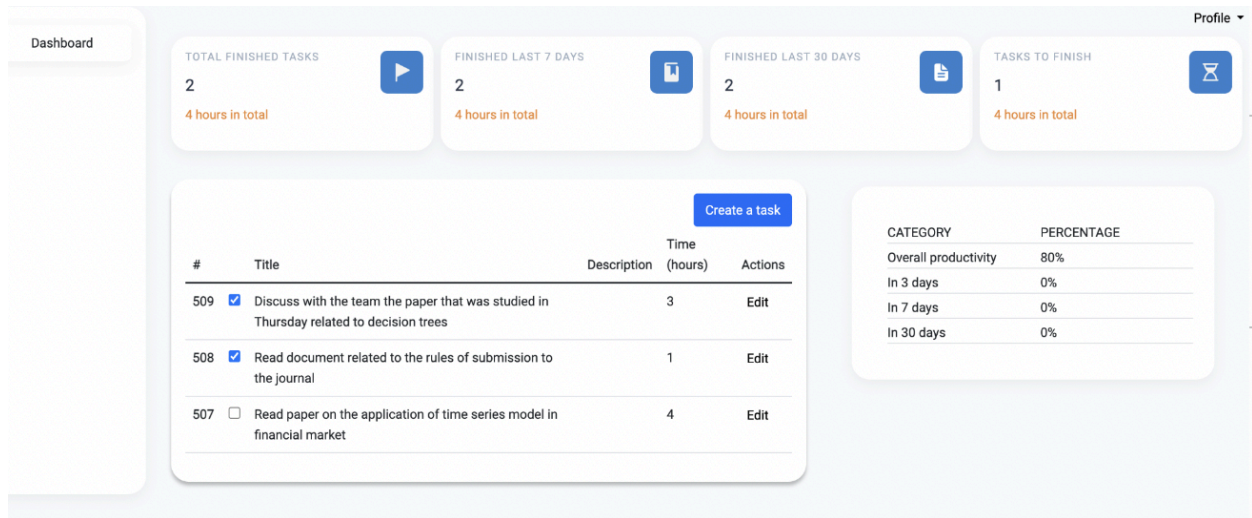 Profile
Dashboard
TOTAL FINISHED TASKS
2
4 hours in total
FINISHED LAST 7 DAYS
2
4 hours in total
FINISHED LAST 30 DAYS
2
4 hours in total
TASKS TO FINISH
1
4 hours in total
Create a task
# Title Description Time (hours) Actions
509 Discuss with the team the paper that was studied in
Thursday related to decision trees
3 Edit
508 Read document related to the rules of submission to
the journal
1 Edit
507 Read paper on the application of time series model in
financial market
4 Edit
CATEGORY PERCENTAGE
Overall productivity 80%
In 3 days 0%
In 7 days 0%
In 30 days 0%